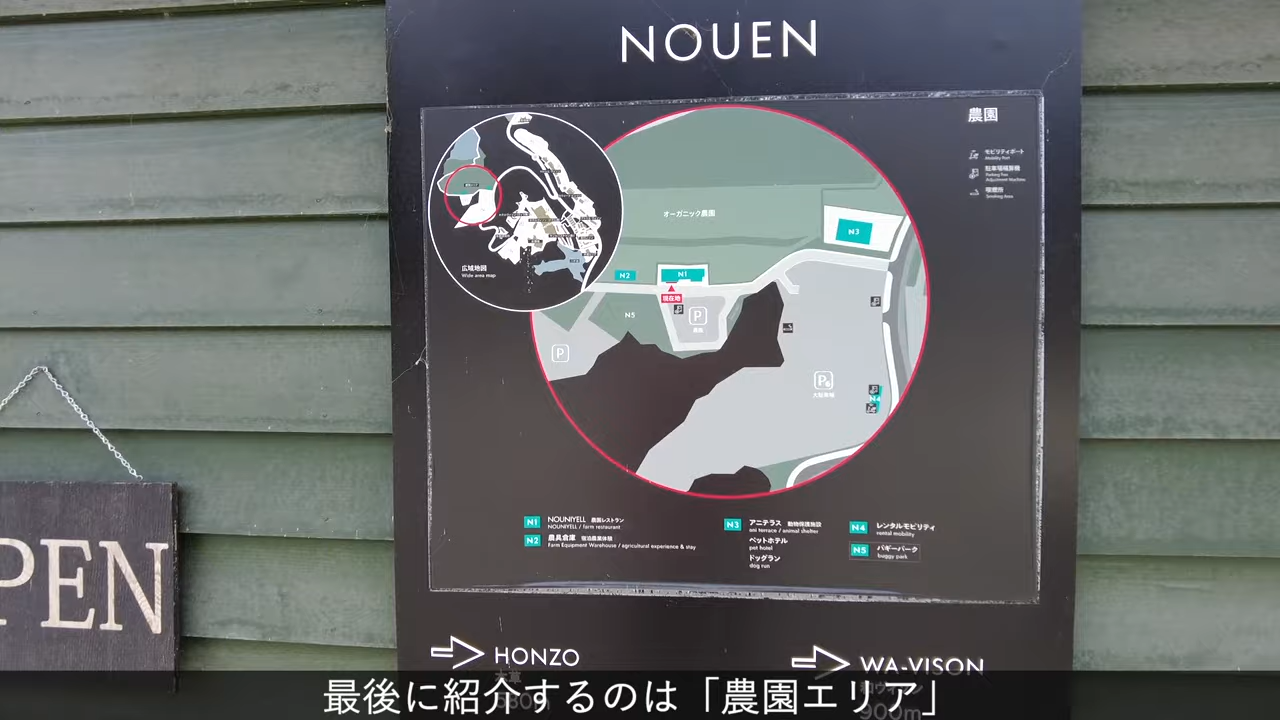 NOUEN
農園
モビリティポート
Mobility Port
駐車場精算機
Parking Fee
Adjustment Machine
喫煙所
Smoking Area
オーガニック農園
N3
広域地図
Wide area map
N2
N1
現在地
N5
P
P
P6
大駐車場
N4
N1 NOUNIYELL 農園レストラン
NOUNIYELL / farm restaurant
N2 農具倉庫 宿泊農業体験
Farm Equipment Warehouse / agricultural experience & stay
N3 アニテラス 動物保護施設
ani terrace / animal shelter
ペットホテル
pet hotel
ドッグラン
dog run
N4 レンタルモビリティ
rental mobility
N5 バギーパーク
buggy park
PEN
HONZO
WA-VISON
900m
最後に紹介するのは「農園エリア」